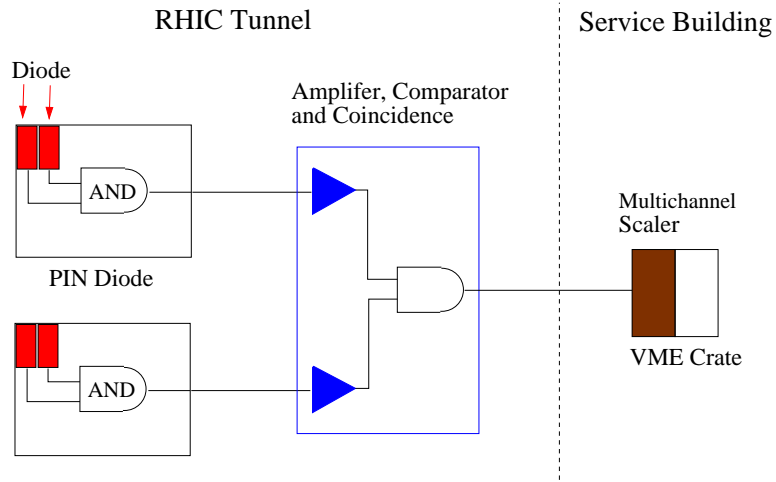 RHIC Tunnel
Service Building
Diode
Amplifer, Comparator
and Coincidence
AND
Multichannel
Scaler
PIN Diode
VME Crate
AND